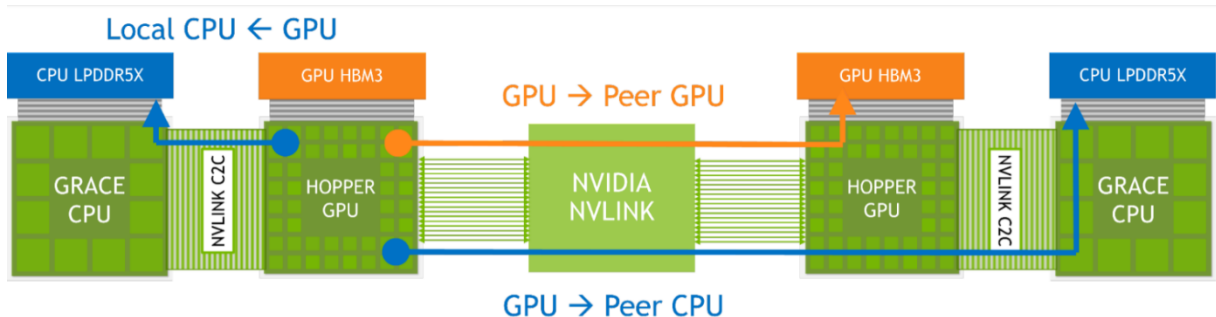 Local CPU ← GPU
CPU LPDDR5X
GPU HBM3
GPU HBM3
CPU LPDDR5X
GPU → Peer GPU
GRACE
CPU
NVLINK C2C
HOPPER
GPU
NVIDIA
NVLINK
HOPPER
GPU
NVLINK C2C
GRACE
CPU
GPU → Peer CPU